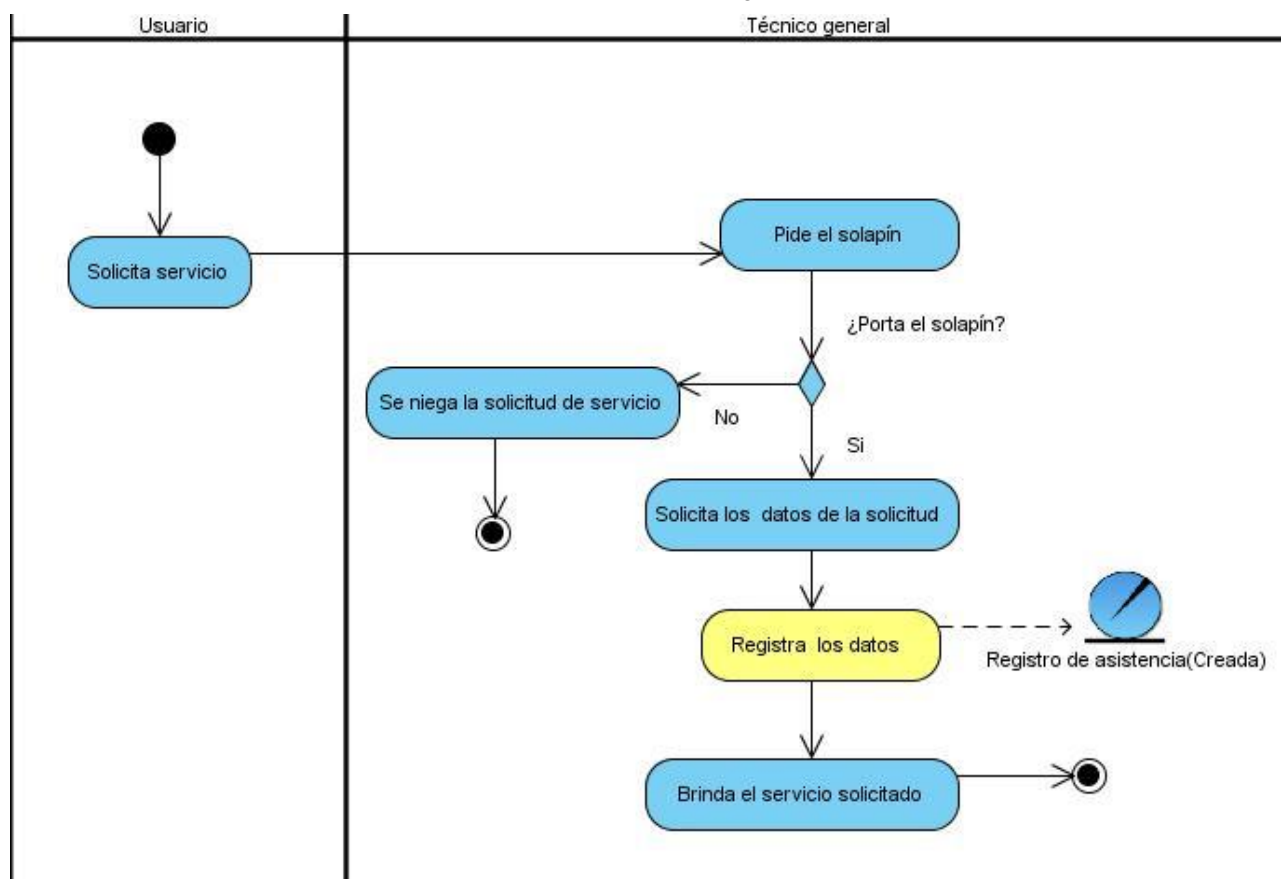 Usuario
Técnico general
Solicita servicio
Pide el solapín
¿Porta el solapín?
Se niega la solicitud de servicio
No
Si
Solicita los datos de la solicitud
Registra los datos
Registro de asistencia(Creada)
Brinda el servicio solicitado